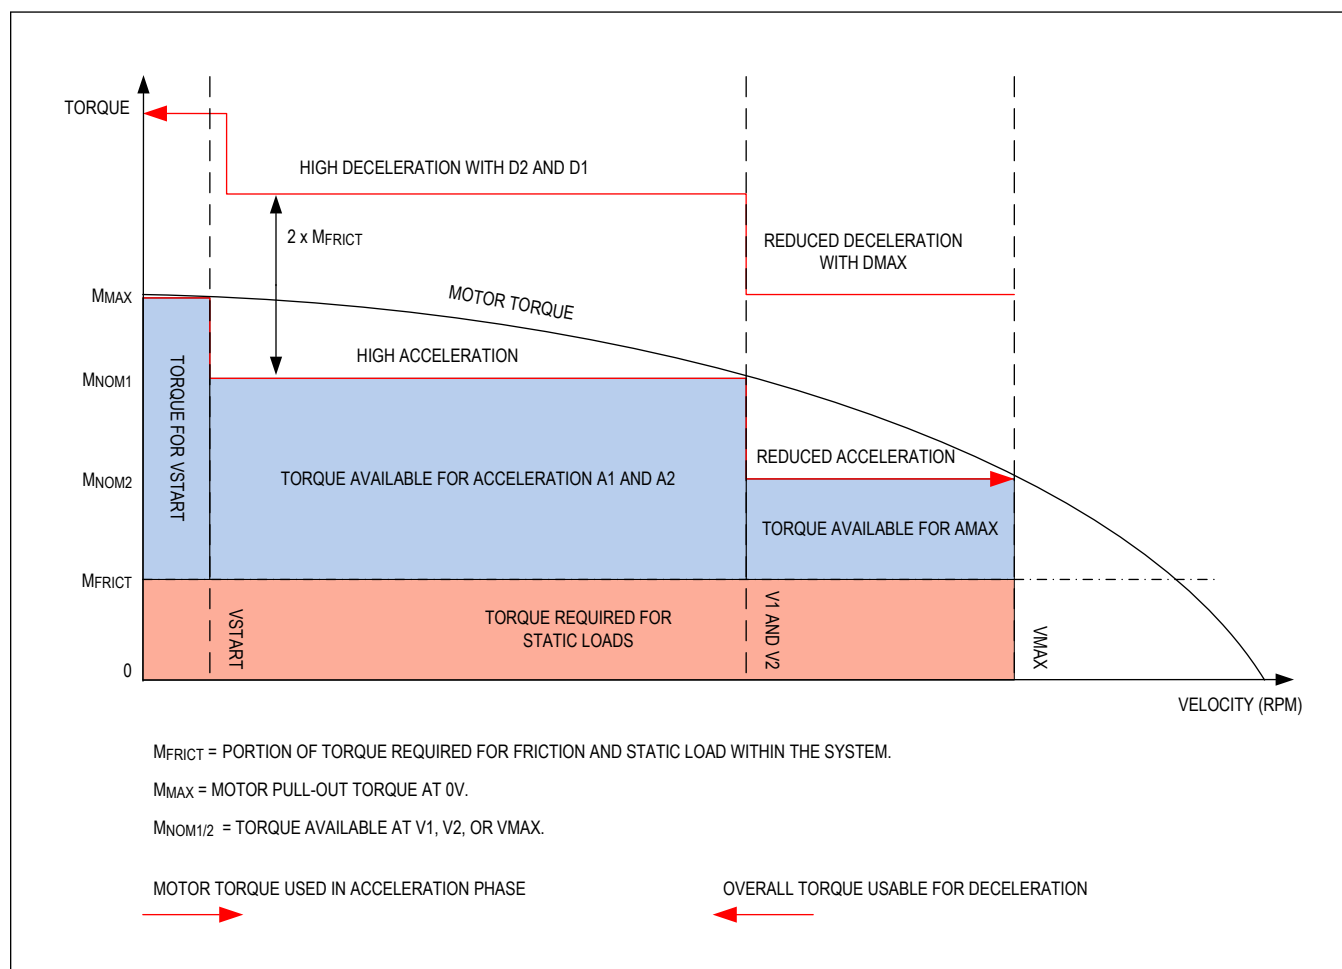 TORQUE
HIGH DECELERATION WITH D2 AND D1
2 x MFRICT
REDUCED DECELERATION
WITH DMAX
MMAX
MOTOR TORQUE
HIGH ACCELERATION
MNOM1
TORQUE FOR VSTART
TORQUE AVAILABLE FOR ACCELERATION A1 AND A2
REDUCED ACCELERATION
MNOM2
TORQUE AVAILABLE FOR AMAX
MFRICT
VSTART
TORQUE REQUIRED FOR
STATIC LOADS
V1 AND V2
VMAX
0
VELOCITY (RPM)
MFRICT = PORTION OF TORQUE REQUIRED FOR FRICTION AND STATIC LOAD WITHIN THE SYSTEM.
MMAX = MOTOR PULL-OUT TORQUE AT 0V.
MNOM1/2 = TORQUE AVAILABLE AT V1, V2, OR VMAX.
MOTOR TORQUE USED IN ACCELERATION PHASE
OVERALL TORQUE USABLE FOR DECELERATION